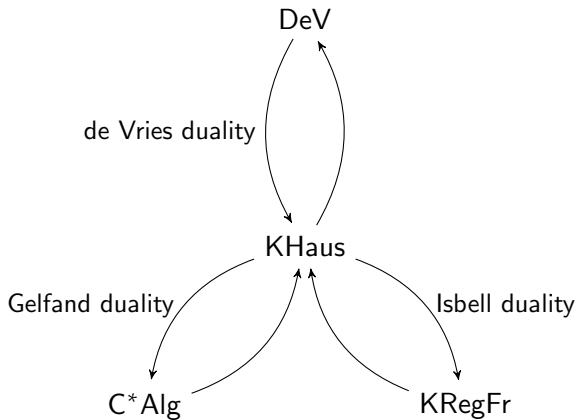 DeV
de Vries duality
KHaus
Gelfand duality
Isbell duality
C*Alg
KRegFr